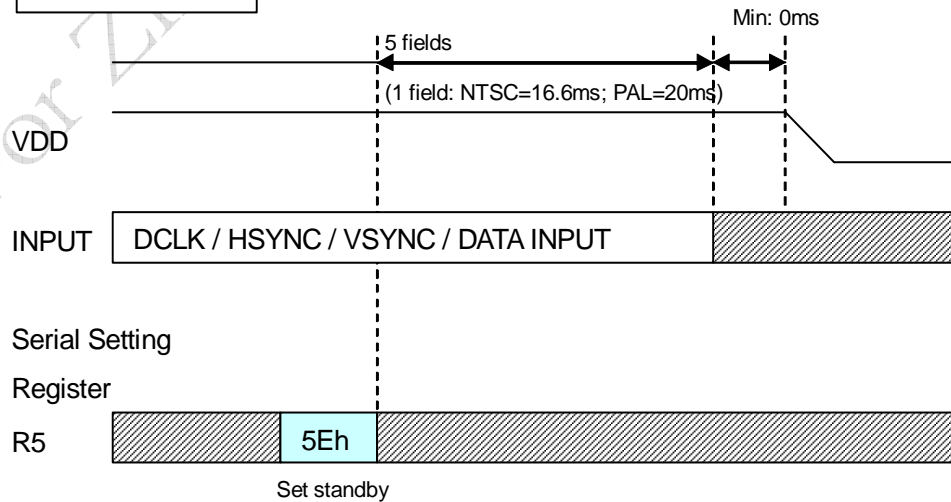 Min: 0ms
5 fields
(1 field: NTSC=16.6ms; PAL=20ms)
VDD
INPUT DCLK / HSYNC / VSYNC / DATA INPUT
Serial Setting
Register
R5 5Eh
Set standby